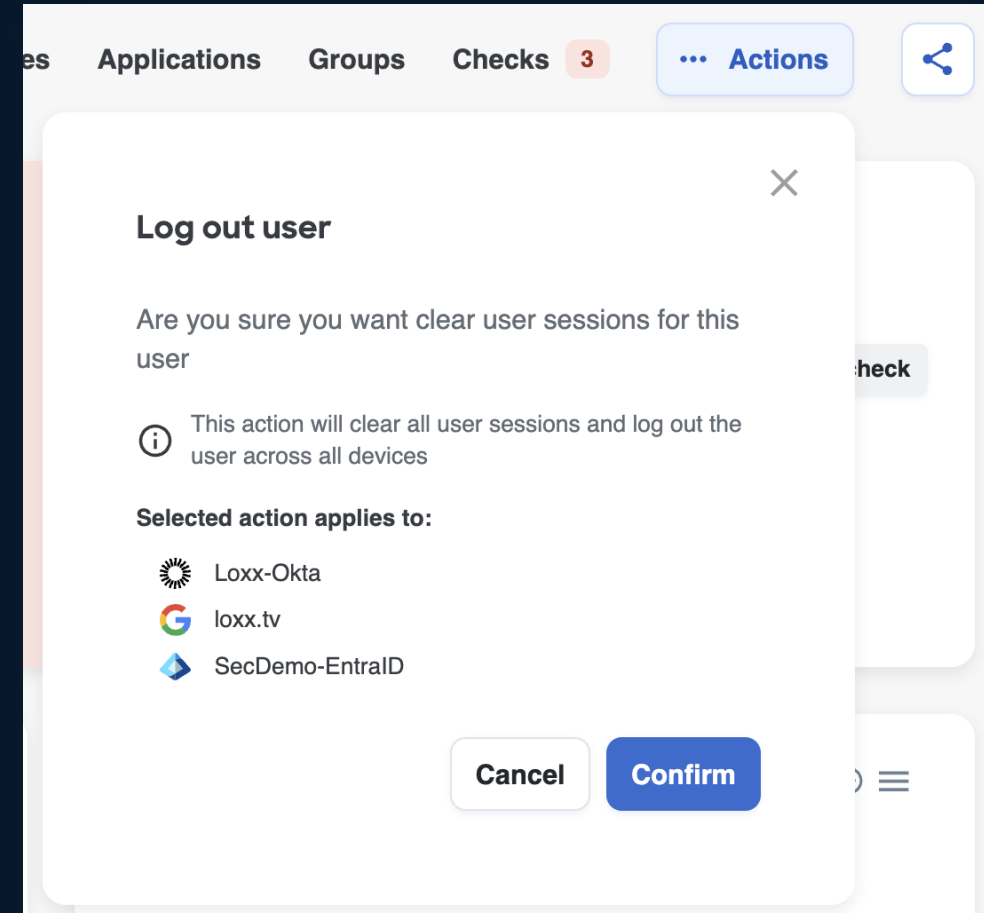 es Applications Groups Checks 3 ••• Actions
Log out user
Are you sure you want clear user sessions for this
user
check
This action will clear all user sessions and log out the
user across all devices
Selected action applies to:
Loxx-Okta
loxx.tv
SecDemo-EntraID
Cancel Confirm